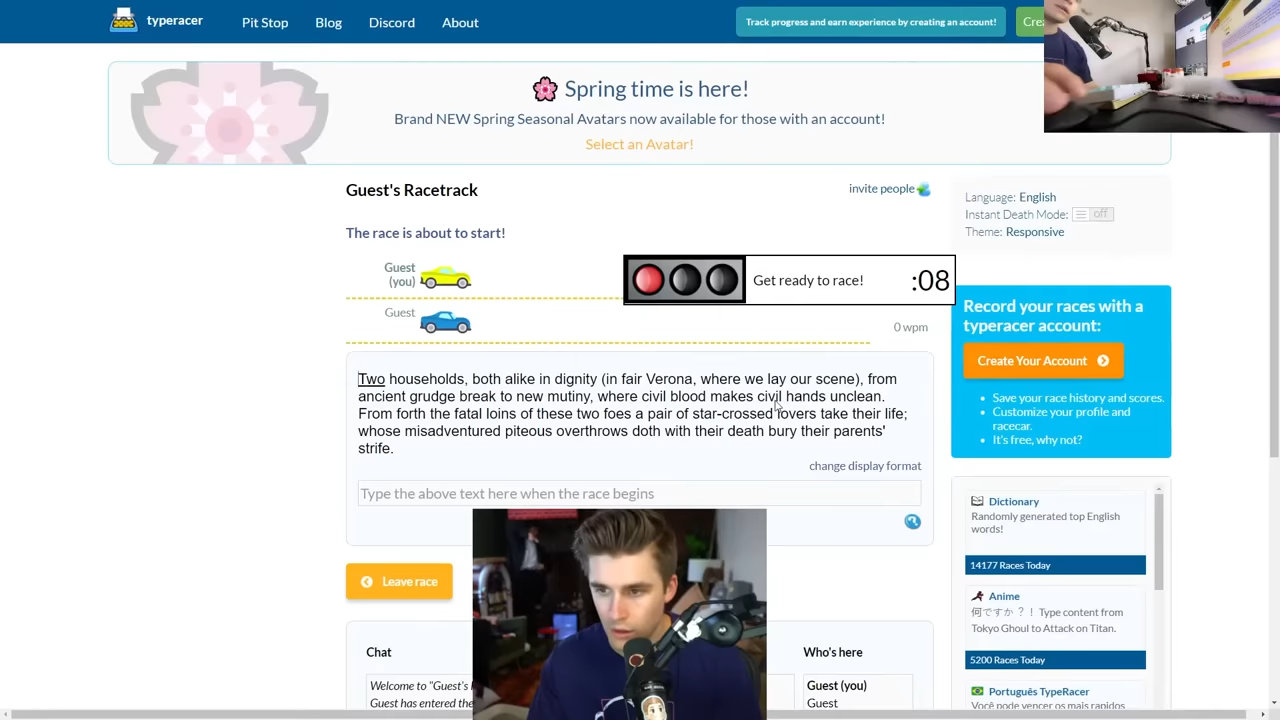 typeracer
Pit Stop
Blog
Discord
About
Track progress and earn experience by creating an account!
Spring time is here!
Brand NEW Spring Seasonal Avatars now available for those with an account!
Select an Avatar!
Guest's Racetrack
invite people
The race is about to start!
Guest
(you)
Get ready to race!
:08
Guest
0 wpm
Two households, both alike in dignity (in fair Verona, where we lay our scene), from
ancient grudge break to new mutiny, where civil blood makes civil hands unclean.
From forth the fatal loins of these two foes a pair of star-crossed lovers take their life;
whose misadventured piteous overthrows doth with their death bury their parents'
strife.
change display format
Type the above text here when the race begins
Leave race
Chat
Welcome to "Guest's
Guest has entered the
Who's here
Guest (you)
Guest
Language: English
Instant Death Mode: off
Theme: Responsive
Record your races with a
typeracer account:
Create Your Account
Save your race history and scores.
Customize your profile and
racecar.
It's free, why not?
Dictionary
Randomly generated top English
words!
14177 Races Today
Anime
何ですか ? ! Type content from
Tokyo Ghoul to Attack on Titan.
5200 Races Today
Português TypeRacer
Você pode vencer os mais rapidos